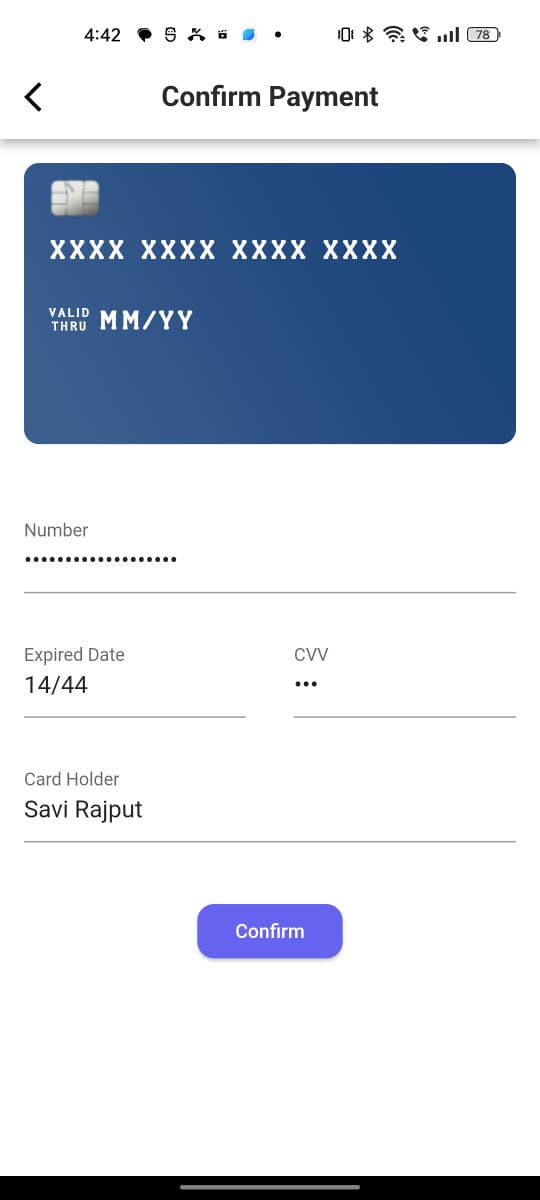 4:42 78
Confirm Payment
XXXX XXXX XXXX XXXX
VALID
THRU MM/YY
Number
•••••••••••••••••••
Expired Date CVV
14/44 •••
Card Holder
Savi Rajput
Confirm